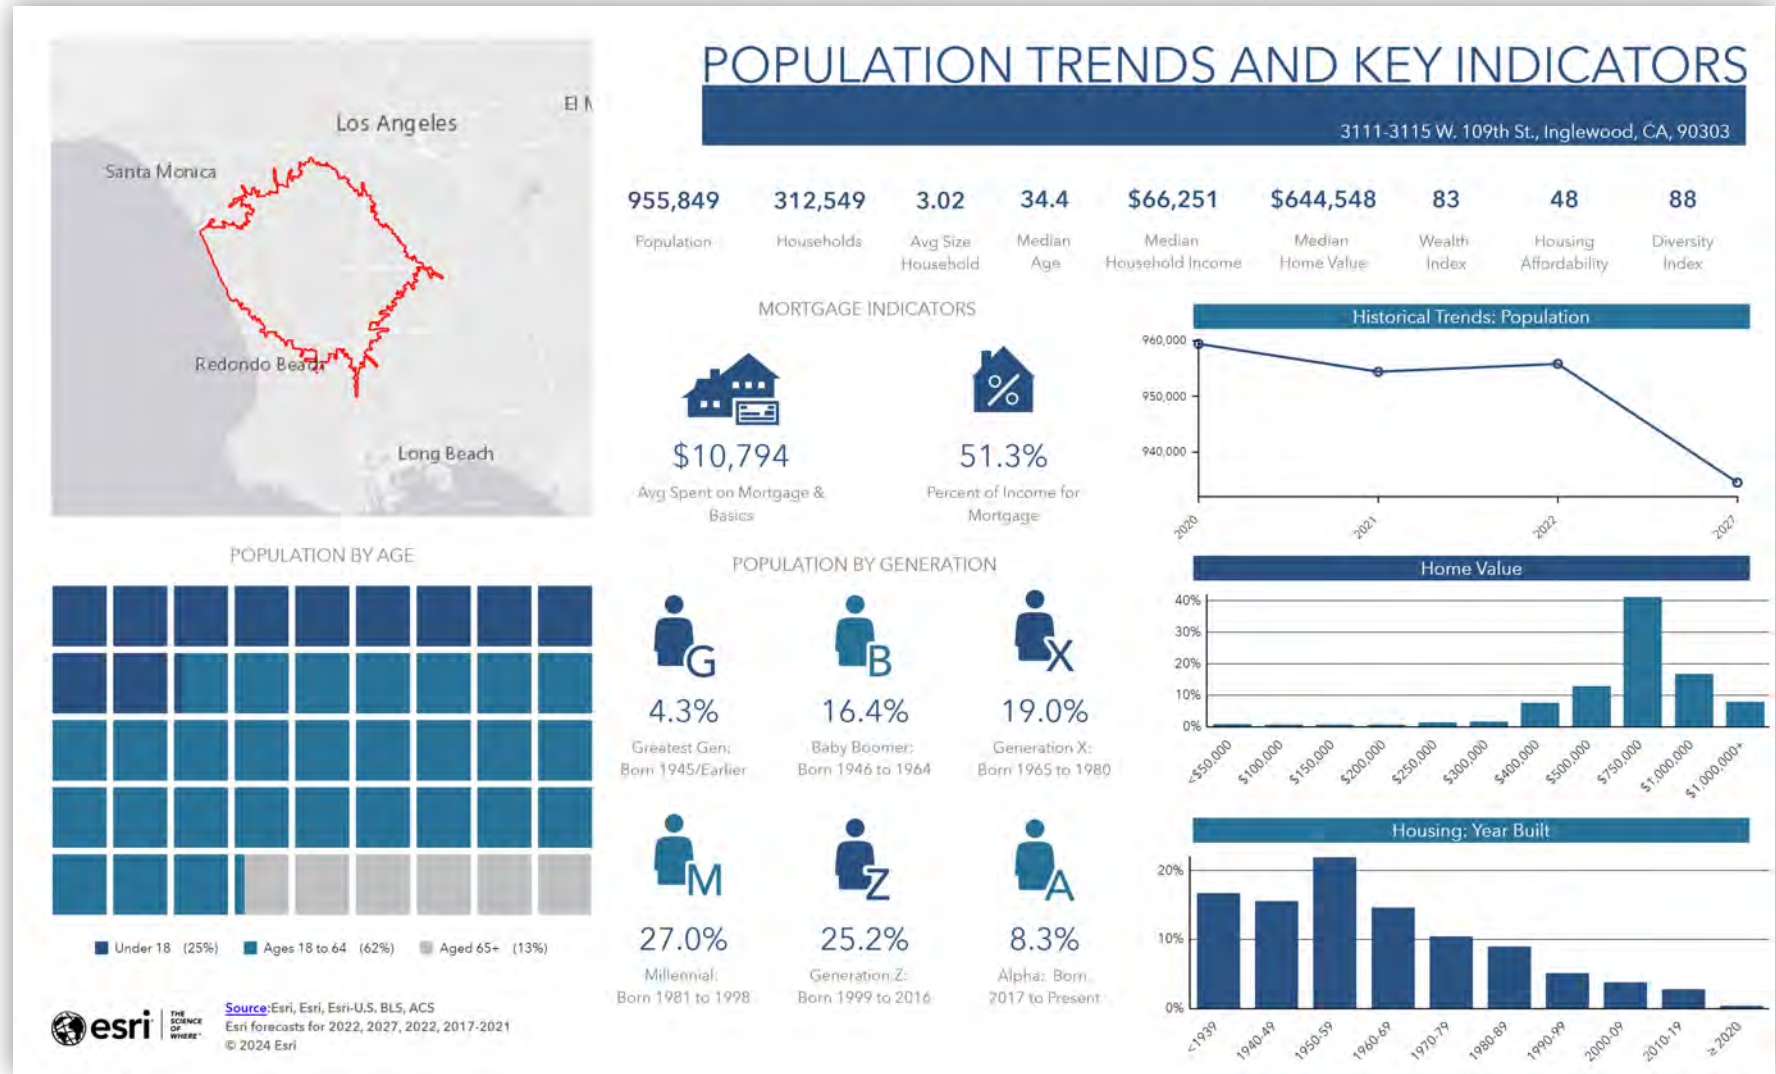 POPULATION TRENDS AND KEY INDICATORS
3111-3115 W. 109th St., Inglewood, CA, 90303
Los Angeles
Santa Monica
Redondo Beach
Long Beach
955,849
Population
312,549
Households
3.02
Avg Size
Household
34.4
Median
Age
$66,251
Median
Household Income
$644,548
Median
Home Value
83
Wealth
Index
48
Housing
Affordability
88
Diversity
Index
MORTGAGE INDICATORS
%
$10,794
Avg Spent on Mortgage &
Basics
51.3%
Percent of Income for
Mortgage
Historical Trends: Population
960,000
950,000
940,000
2020
2021
2022
2027
POPULATION BY AGE
Under 18 (25%)
Ages 18 to 64 (62%)
Aged 65+ (13%)
POPULATION BY GENERATION
G
4.3%
Greatest Gen:
Born 1945/Earlier
B
16.4%
Baby Boomer:
Born 1946 to 1964
X
19.0%
Generation X:
Born 1965 to 1980
M
27.0%
Millennial:
Born 1981 to 1998
Z
25.2%
Generation Z:
Born 1999 to 2016
A
8.3%
Alpha: Born
2017 to Present
Home Value
40%
30%
20%
10%
0%
<$50,000
$100,000
$150,000
$200,000
$250,000
$300,000
$400,000
$500,000
$750,000
$1,000,000
$1,000,000+
Housing: Year Built
20%
10%
0%
<1939
1940-49
1950-59
1960-69
1970-79
1980-89
1990-99
2000-09
2010-19
≥ 2020
esri
THE
SCIENCE
OF
WHERE
Source:Esri, Esri, Esri-U.S. BLS, ACS
Esri forecasts for 2022, 2027, 2022, 2017-2021
© 2024 Esri